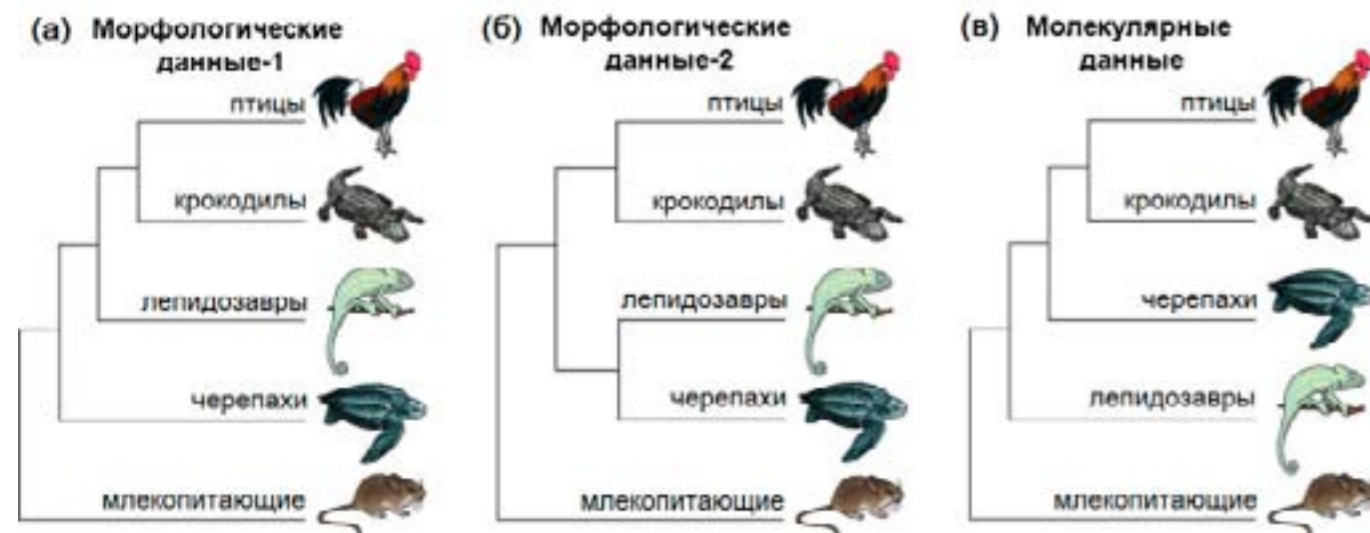 (а) Морфологические
данные-1
птицы
крокодилы
лепидозавры
черепахи
млекопитающие
(б) Морфологические
данные-2
птицы
крокодилы
лепидозавры
черепахи
млекопитающие
(в) Молекулярные
данные
птицы
крокодилы
черепахи
лепидозавры
млекопитающие